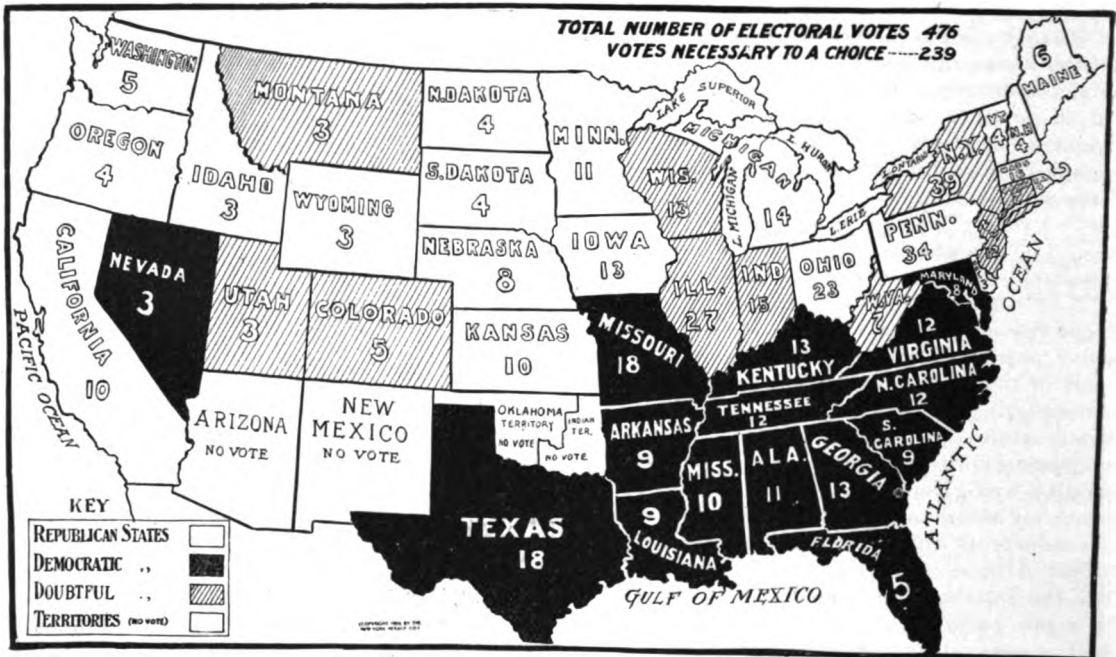 TOTAL NUMBER OF ELECTORAL VOTES 476
VOTES NECESSARY TO A CHOICE ----- 239
WASHINGTON
5
OREGON
4
CALIFORNIA
10
NEVADA
3
IDAHO
3
MONTANA
3
WYOMING
3
UTAH
3
COLORADO
5
ARIZONA
NO VOTE
NEW
MEXICO
NO VOTE
N.DAKOTA
4
S.DAKOTA
4
NEBRASKA
8
KANSAS
10
OKLAHOMA
TERRITORY
NO VOTE
INDIAN
TER.
NO VOTE
TEXAS
18
MINN.
11
IOWA
13
MISSOURI
18
ARKANSAS
9
9
LOUISIANA
WIS.
13
ILL.
27
LAKE SUPERIOR
MICHIGAN
14
L. MICHIGAN
L. HURON
L. ERIE
L. ONTARIO
IND
15
OHIO
23
13
KENTUCKY
TENNESSEE
12
MISS.
10
ALA.
11
GEORGIA
13
FLORIDA
5
S.
CAROLINA
9
N.CAROLINA
12
12
VIRGINIA
W.VA.
7
MARYLAND
8
PENN
34
N.Y.
39
VT.
4
N.H.
4
6
MAINE
3
PACIFIC OCEAN
ATLANTIC
OCEAN
GULF OF MEXICO
KEY
REPUBLICAN STATES
DEMOCRATIC ,,
DOUBTFUL ,,
TERRITORIES (NO VOTE)